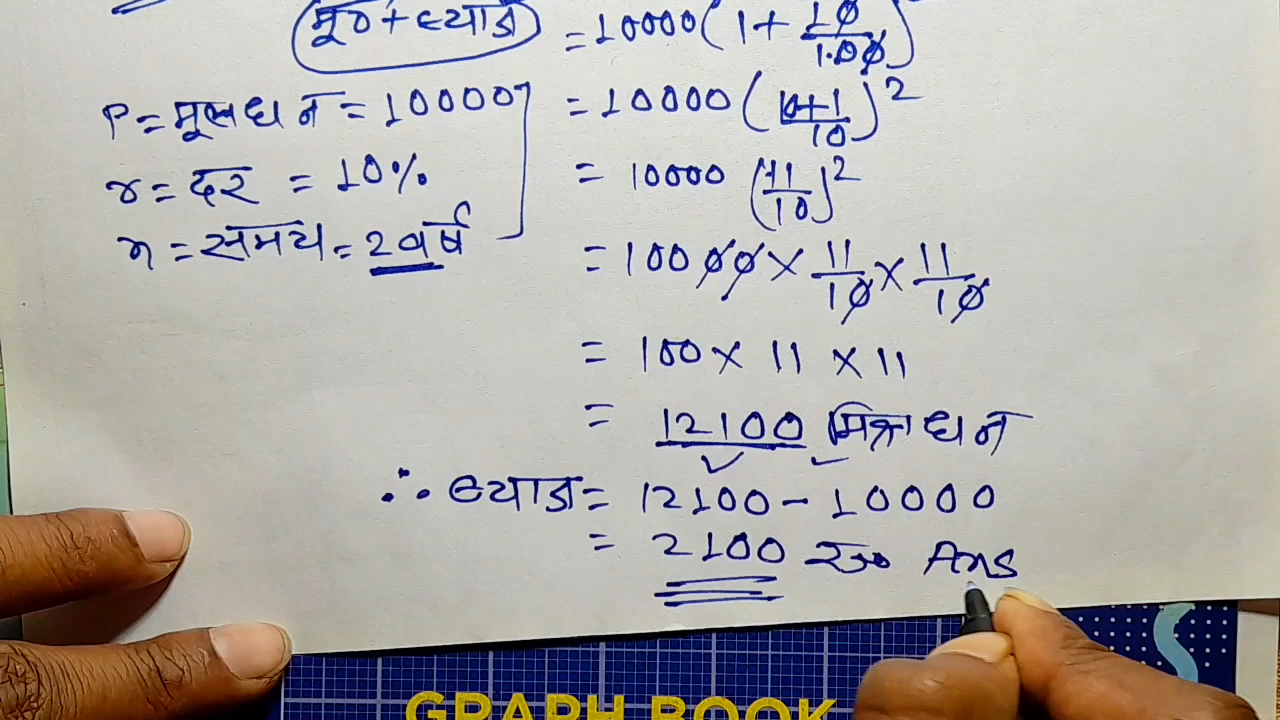 (मू० + ब्याज) = 10000(1 + 10/100)
P = मूलधन = 10000 = 10000 (10+1/10)²
r = दर = 10% = 10000 (11/10)²
n = समय = 2 वर्ष = 10000 × 11/10 × 11/10
= 100 × 11 × 11
= 12100 मिश्रधन
∴ ब्याज = 12100 - 10000
= 2100 रू० Ans
GRAPH BOOK